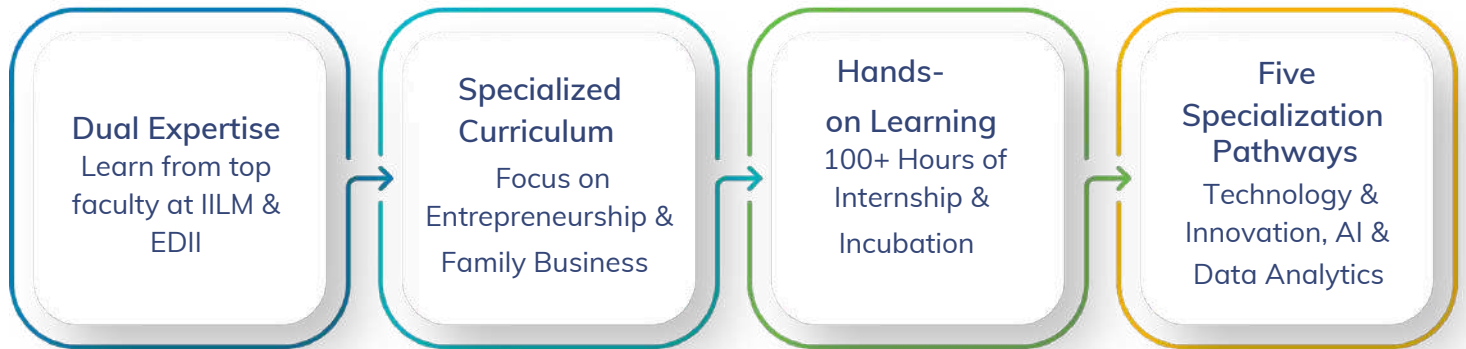 Dual Expertise
Learn from top
faculty at IILM &
EDII
Specialized
Curriculum
Focus on
Entrepreneurship &
Family Business
Hands-
on Learning
100+ Hours of
Internship &
Incubation
Five
Specialization
Pathways
Technology &
Innovation, AI &
Data Analytics